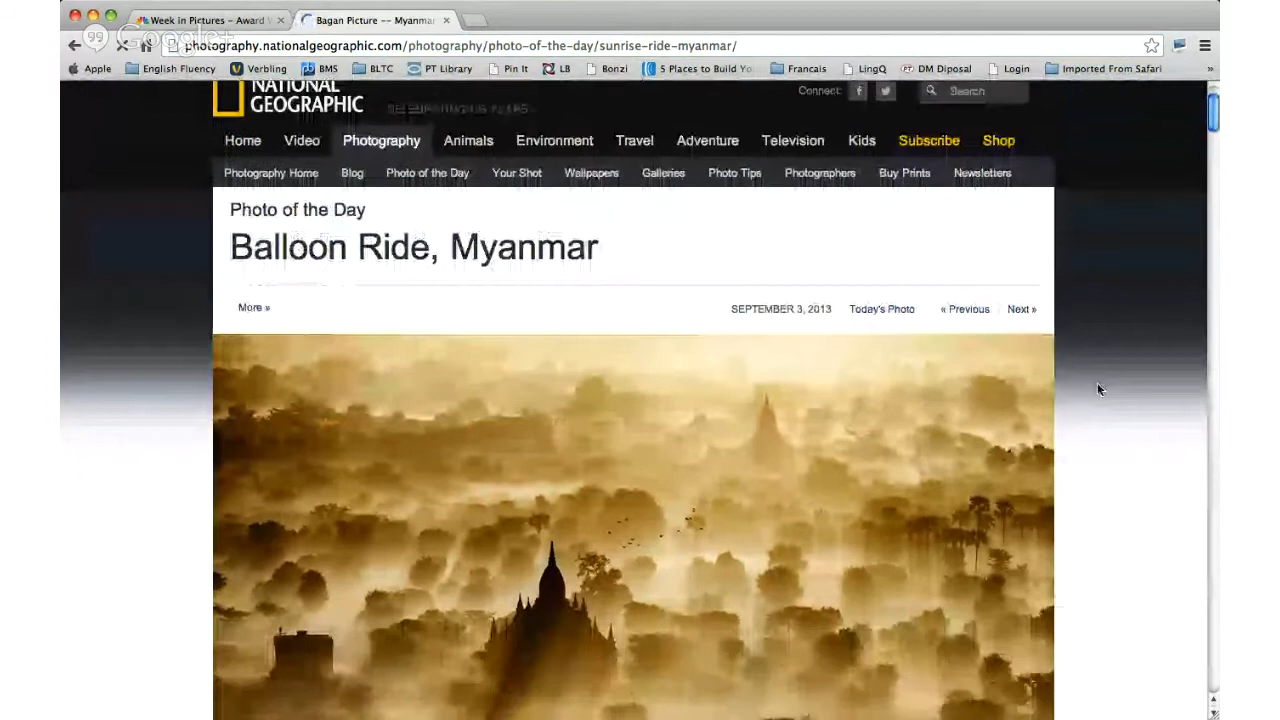 Week in Pictures – Award
Bagan Picture -- Myanmar
Google+
photography.nationalgeographic.com/photography/photo-of-the-day/sunrise-ride-myanmar/
Apple English Fluency Verbling BMS BLTC PT Library Pin It LB Bonzi 5 Places to Build Yo Francais LingQ DM Diposal Login Imported From Safari »
NATIONAL
GEOGRAPHIC
Connect: Search
Home Video Photography Animals Environment Travel Adventure Television Kids Subscribe Shop
Photography Home Blog Photo of the Day Your Shot Wallpapers Galleries Photo Tips Photographers Buy Prints Newsletters
Photo of the Day
Balloon Ride, Myanmar
More » SEPTEMBER 3, 2013 Today's Photo « Previous Next »